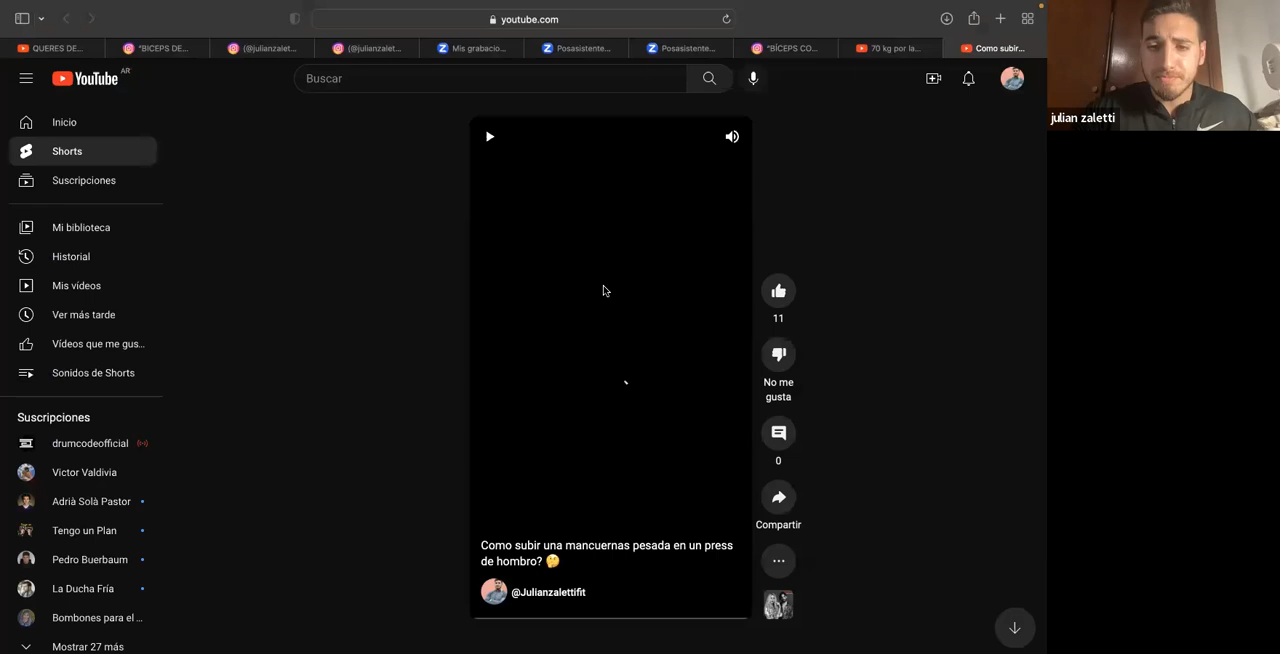 youtube.com
QUERES DE...
"BICEPS DE...
(@julianzalet...
(@julianzalet...
Mis grabacio...
Posasistente...
Posasistente...
"BÍCEPS CO...
70 kg por la...
Como subir...
YouTube AR
Buscar
julian zaletti
Inicio
Shorts
Suscripciones
Mi biblioteca
Historial
Mis vídeos
Ver más tarde
Vídeos que me gus...
Sonidos de Shorts
Suscripciones
drumcodeofficial
Victor Valdivia
Adrià Solà Pastor
Tengo un Plan
Pedro Buerbaum
La Ducha Fría
Bombones para el ...
Mostrar 27 más
11
No me
gusta
0
Compartir
Como subir una mancuernas pesada en un press
de hombro? 🤔
@Julianzalettifit